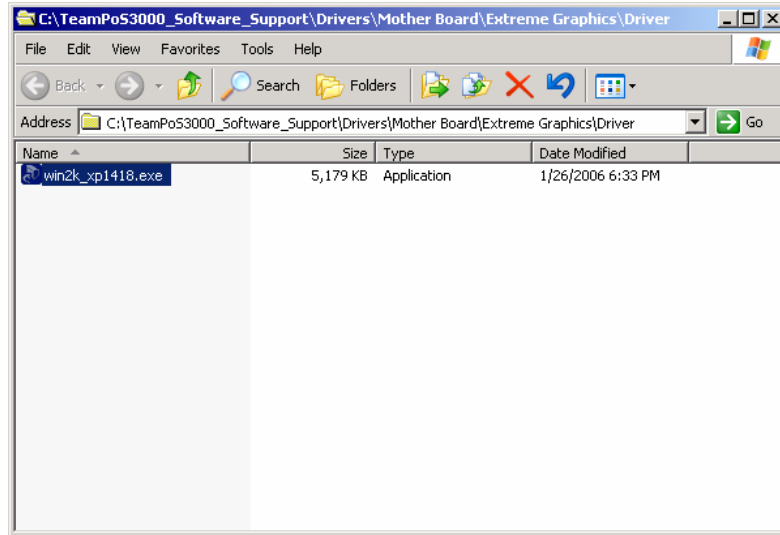 C:\TeamPoS3000_Software_Support\Drivers\Mother Board\Extreme Graphics\Driver
File Edit View Favorites Tools Help
Back Search Folders
Address C:\TeamPoS3000_Software_Support\Drivers\Mother Board\Extreme Graphics\Driver Go
Name Size Type Date Modified
win2k_xp1418.exe 5,179 KB Application 1/26/2006 6:33 PM